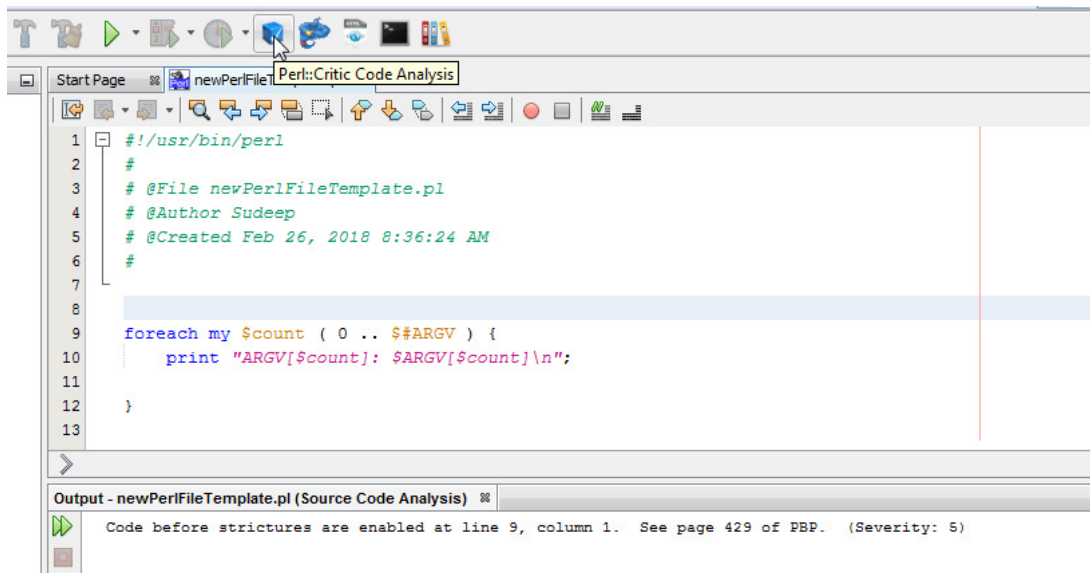 Perl::Critic Code Analysis
Start Page
newPerlFileT
1 #!/usr/bin/perl
2 #
3 # @File newPerlFileTemplate.pl
4 # @Author Sudeep
5 # @Created Feb 26, 2018 8:36:24 AM
6 #
7
8
9 foreach my $count ( 0 .. $#ARGV ) {
10 print "ARGV[$count]: $ARGV[$count]\n";
11
12 }
13
Output - newPerlFileTemplate.pl (Source Code Analysis)
Code before strictures are enabled at line 9, column 1. See page 429 of PBP. (Severity: 5)